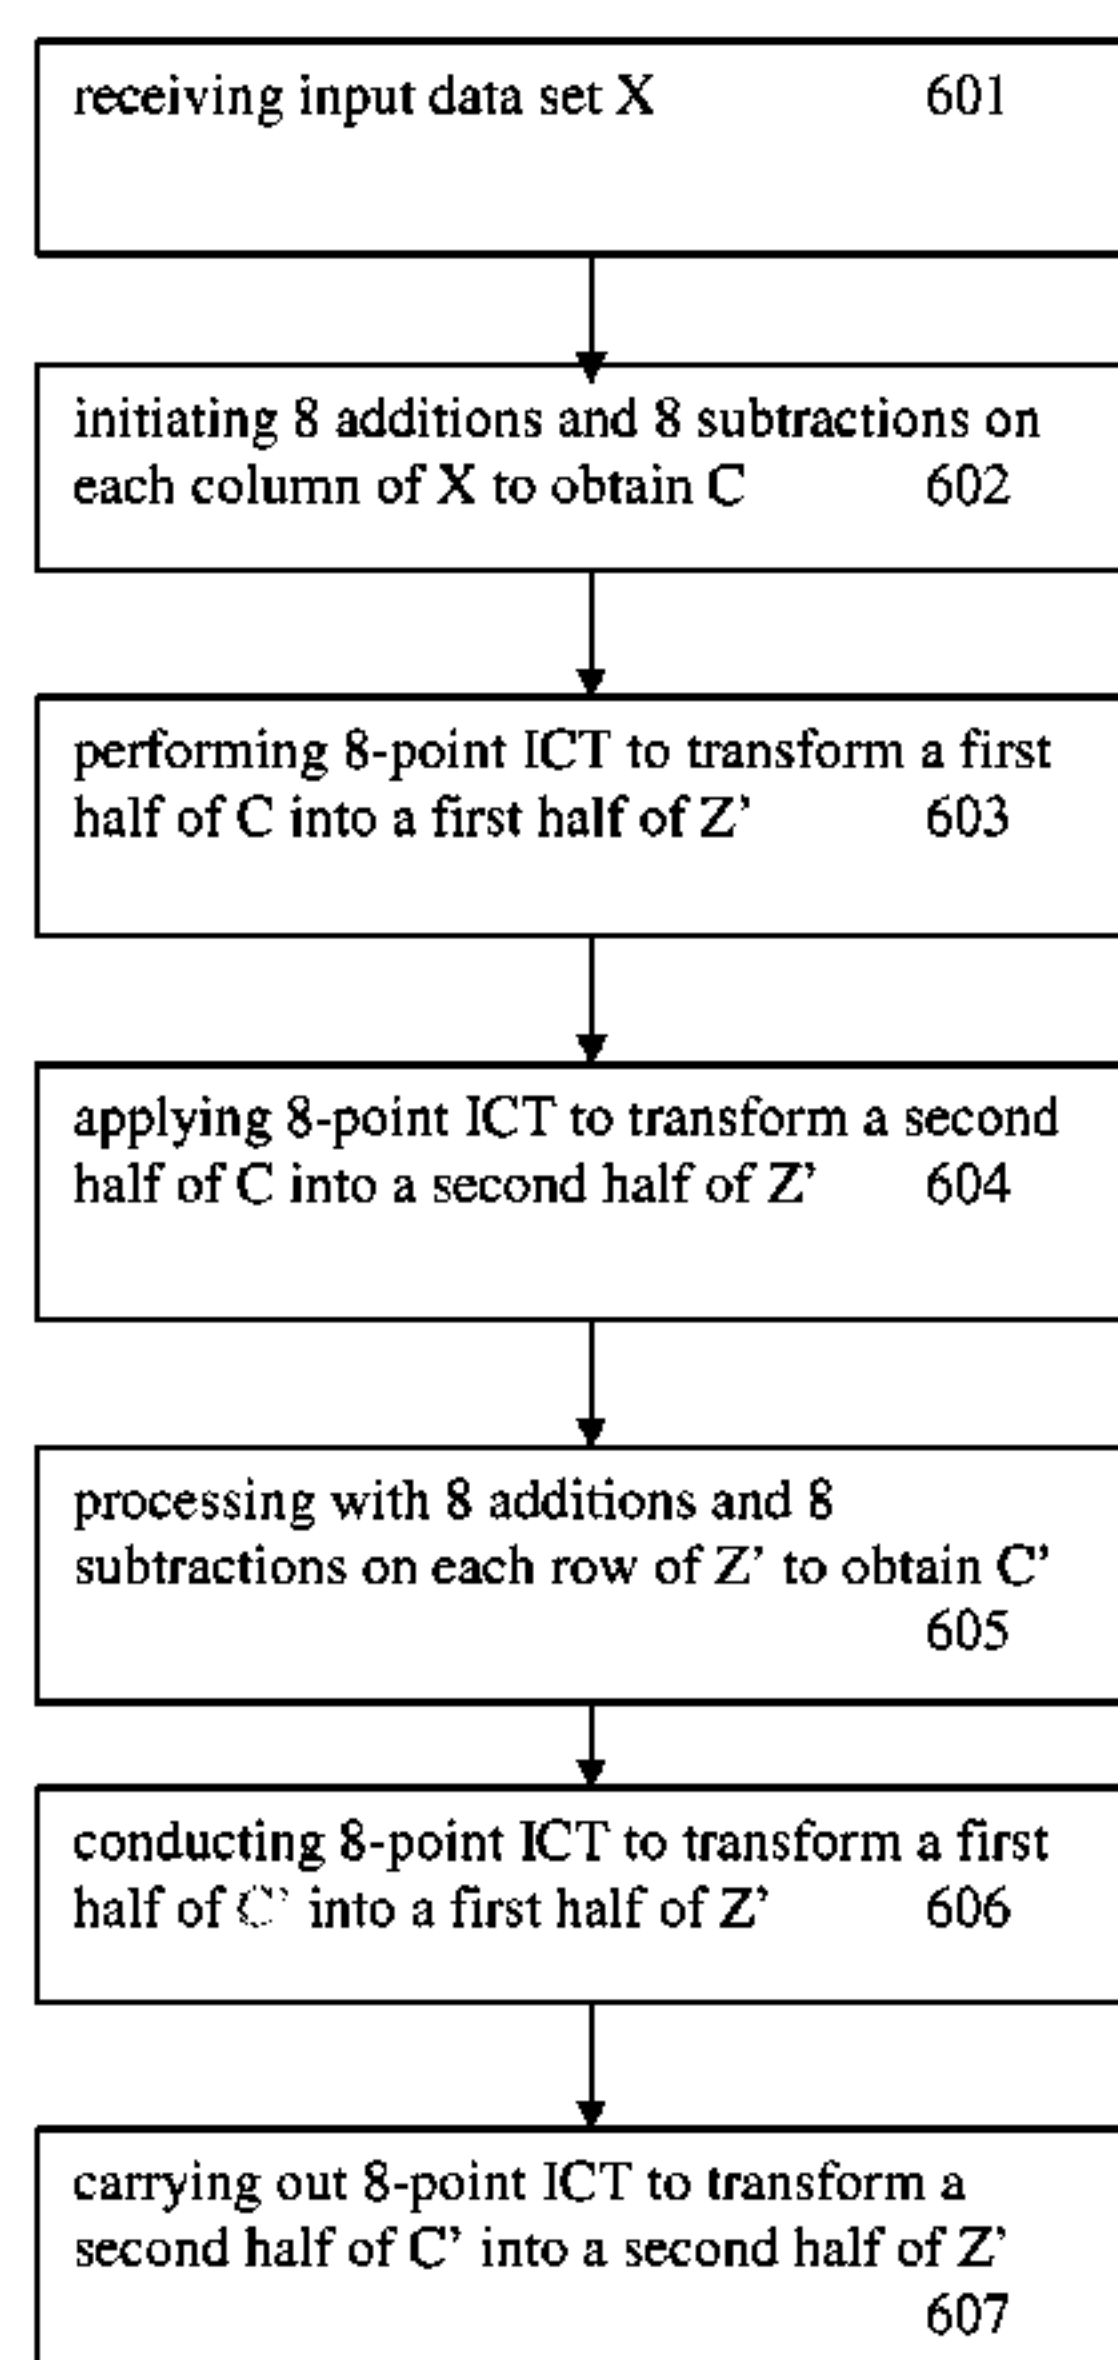 receiving input data set X 601
initiating 8 additions and 8 subtractions on
each column of X to obtain C 602
performing 8-point ICT to transform a first
half of C into a first half of Z’ 603
applying 8-point ICT to transform a second
half of C into a second half of Z’ 604
processing with 8 additions and 8
subtractions on each row of Z’ to obtain C’
605
conducting 8-point ICT to transform a first
half of C’ into a first half of Z’ 606
carrying out 8-point ICT to transform a
second half of C’ into a second half of Z’
607